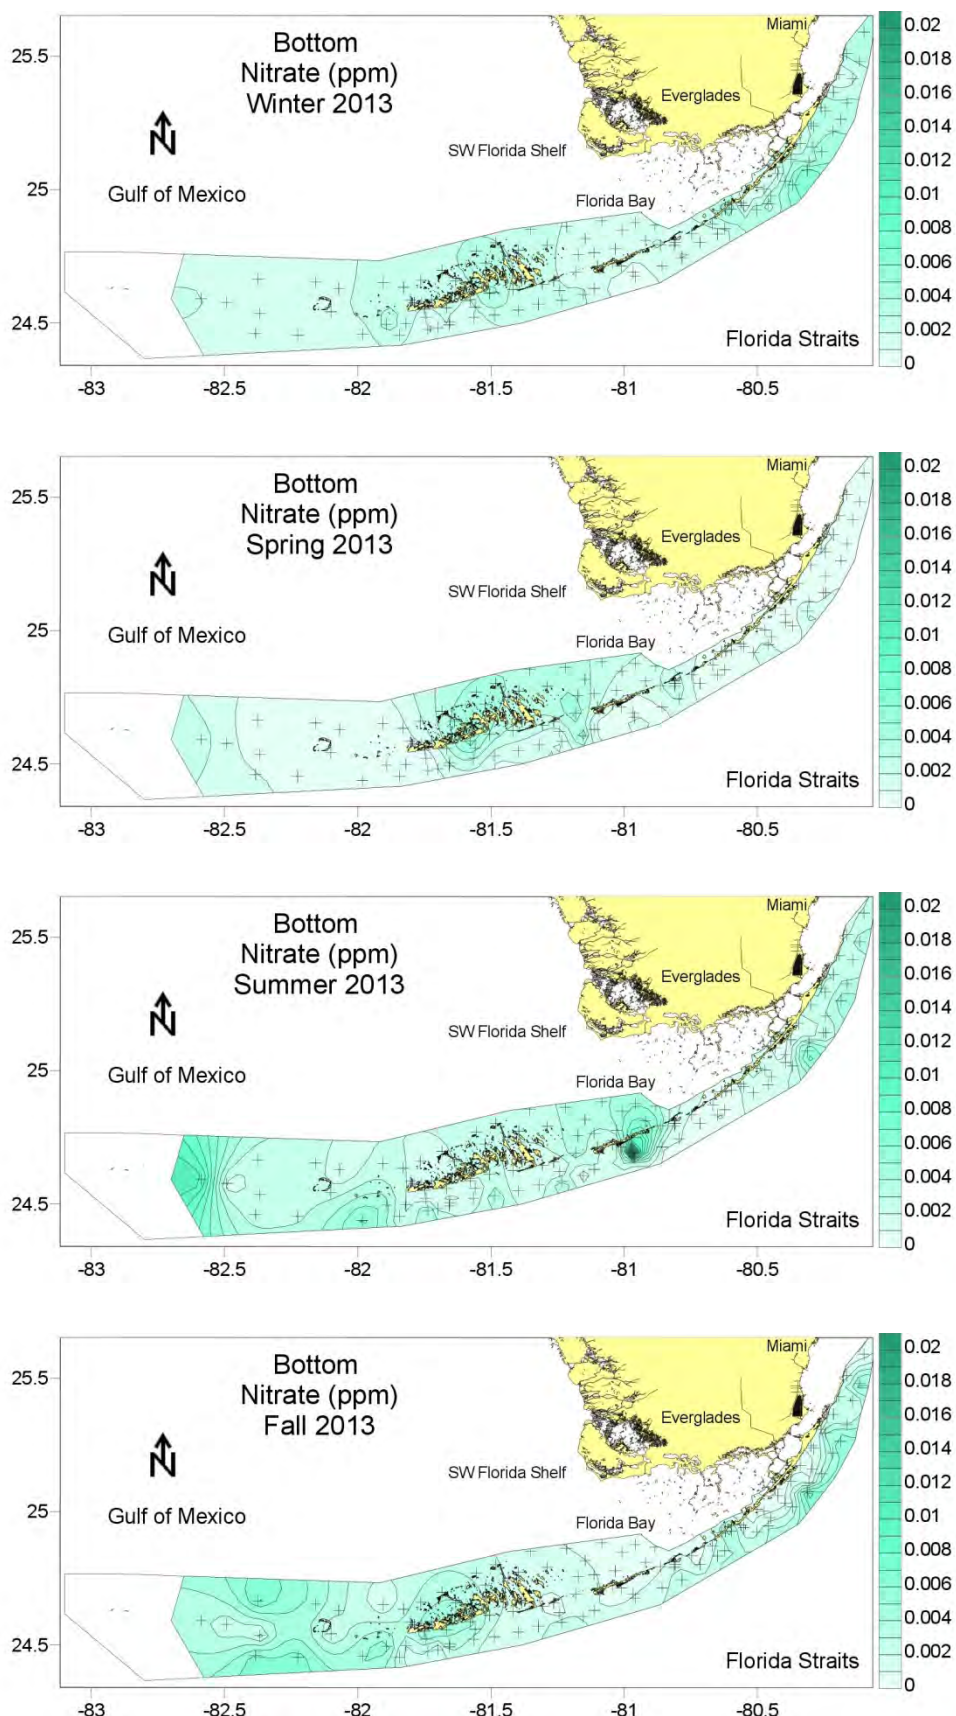 Bottom
Nitrate (ppm)
Winter 2013
N
Gulf of Mexico
SW Florida Shelf
Florida Bay
Everglades
Miami
Florida Straits
25.5
25
24.5
-83
-82.5
-82
-81.5
-81
-80.5
0.02
0.018
0.016
0.014
0.012
0.01
0.008
0.006
0.004
0.002
0
Bottom
Nitrate (ppm)
Spring 2013
N
Gulf of Mexico
SW Florida Shelf
Florida Bay
Everglades
Miami
Florida Straits
25.5
25
24.5
-83
-82.5
-82
-81.5
-81
-80.5
0.02
0.018
0.016
0.014
0.012
0.01
0.008
0.006
0.004
0.002
0
Bottom
Nitrate (ppm)
Summer 2013
N
Gulf of Mexico
SW Florida Shelf
Florida Bay
Everglades
Miami
Florida Straits
25.5
25
24.5
-83
-82.5
-82
-81.5
-81
-80.5
0.02
0.018
0.016
0.014
0.012
0.01
0.008
0.006
0.004
0.002
0
Bottom
Nitrate (ppm)
Fall 2013
N
Gulf of Mexico
SW Florida Shelf
Florida Bay
Everglades
Miami
Florida Straits
25.5
25
24.5
-83
-82.5
-82
-81.5
-81
-80.5
0.02
0.018
0.016
0.014
0.012
0.01
0.008
0.006
0.004
0.002
0